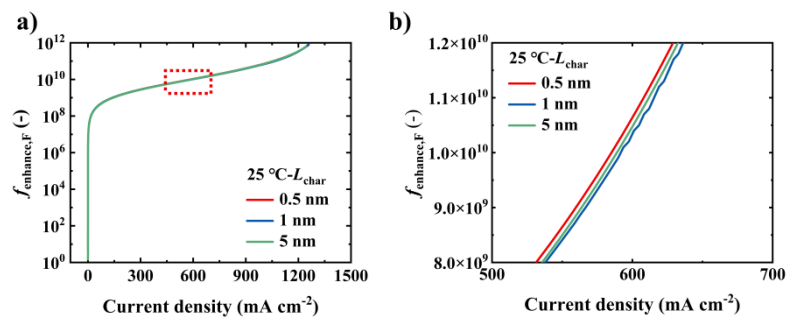 a)
10¹²
10¹⁰
10⁸
10⁶
10⁴
10²
10⁰
f_enhance,F (-)
25 °C-L_char
0.5 nm
1 nm
5 nm
0 300 600 900 1200 1500
Current density (mA cm⁻²)
b)
1.2×10¹⁰
1.1×10¹⁰
1.0×10¹⁰
9.0×10⁹
8.0×10⁹
f_enhance,F (-)
25 °C-L_char
0.5 nm
1 nm
5 nm
500 600 700
Current density (mA cm⁻²)